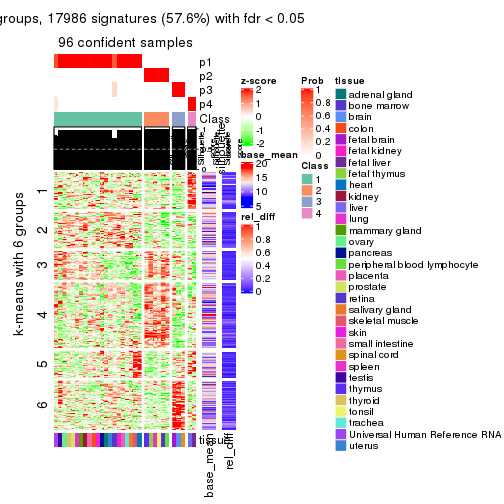 groups, 17986 signatures (57.6%) with fdr < 0.05
96 confident samples
p1
p2
p3
p4
Class
1
0
Silhouette
silhouette
score
k-means with 6 groups
1
2
3
4
5
6
tissue
base_mean
rel_diff
z-score
2
1
0
-1
-2
base_mean
20
15
10
5
rel_diff
1
0.8
0.6
0.4
0.2
0
Prob
1
0.8
0.6
0.4
0.2
0
Class
1
2
3
4
tissue
adrenal gland
bone marrow
brain
colon
fetal brain
fetal kidney
fetal liver
fetal thymus
heart
kidney
liver
lung
mammary gland
ovary
pancreas
peripheral blood lymphocyte
placenta
prostate
retina
salivary gland
skeletal muscle
skin
small intestine
spinal cord
spleen
testis
thymus
thyroid
tonsil
trachea
Universal Human Reference RNA
uterus